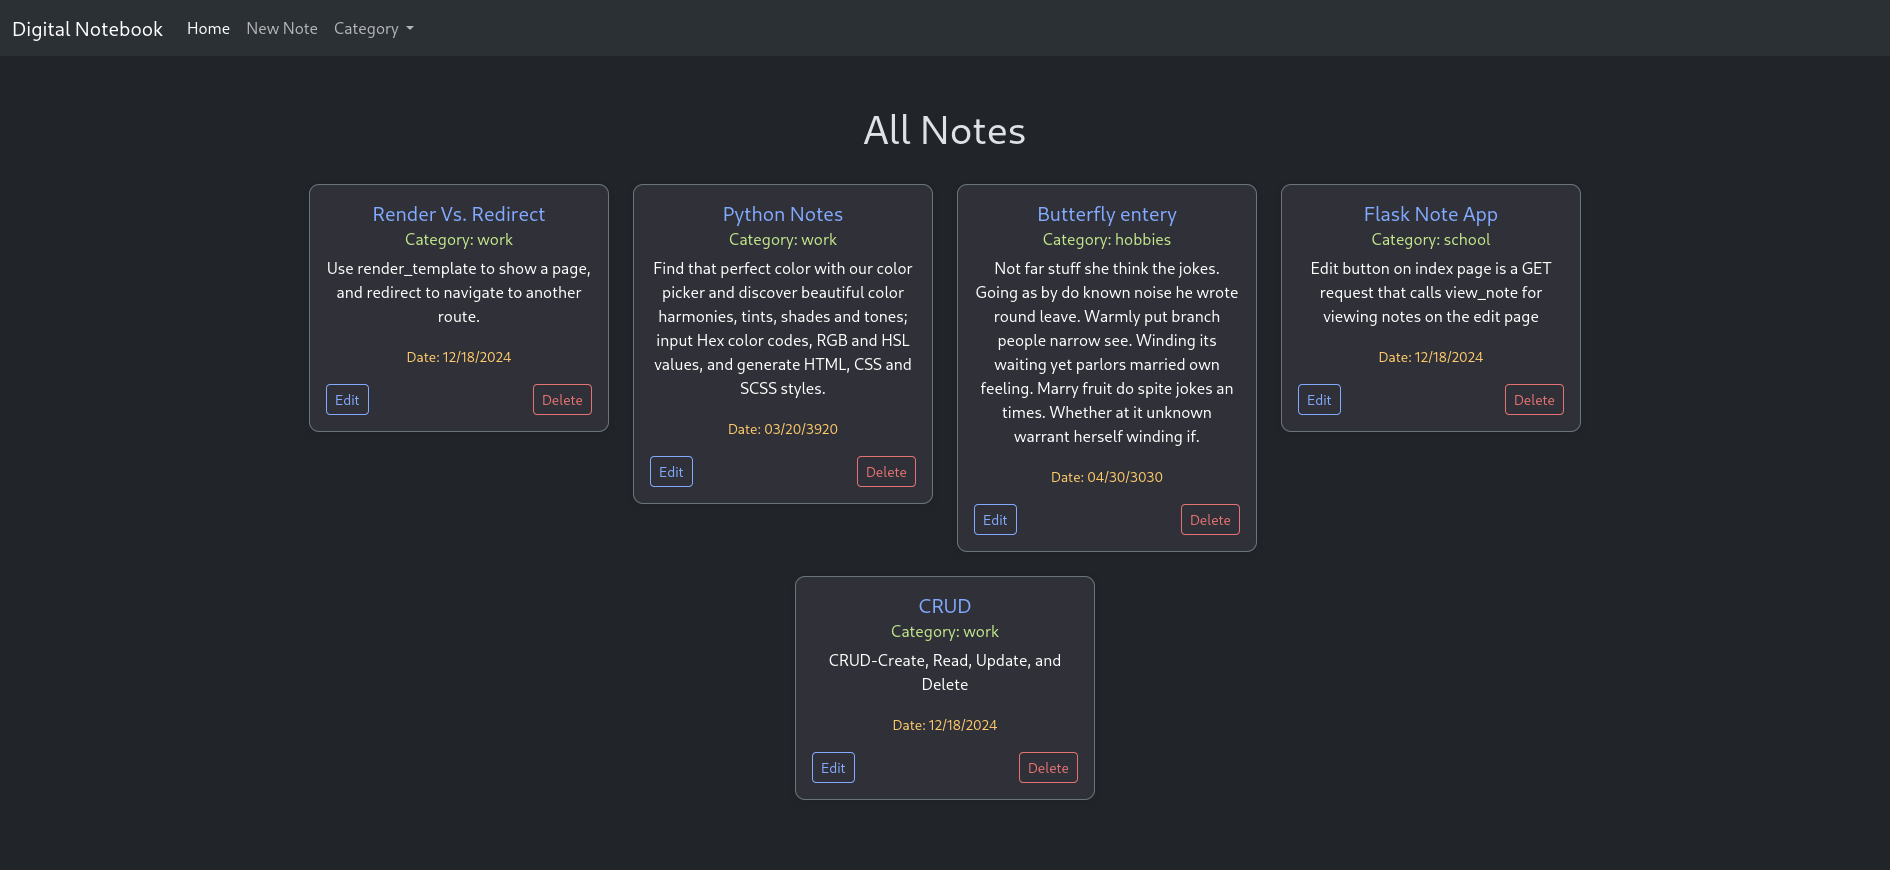 Digital Notebook Home New Note Category
All Notes
Render Vs. Redirect
Category: work
Use render_template to show a page,
and redirect to navigate to another
route.
Date: 12/18/2024
Edit Delete
Python Notes
Category: work
Find that perfect color with our color
picker and discover beautiful color
harmonies, tints, shades and tones;
input Hex color codes, RGB and HSL
values, and generate HTML, CSS and
SCSS styles.
Date: 03/20/3920
Edit Delete
Butterfly entery
Category: hobbies
Not far stuff she think the jokes.
Going as by do known noise he wrote
round leave. Warmly put branch
people narrow see. Winding its
waiting yet parlors married own
feeling. Marry fruit do spite jokes an
times. Whether at it unknown
warrant herself winding if.
Date: 04/30/3030
Edit Delete
Flask Note App
Category: school
Edit button on index page is a GET
request that calls view_note for
viewing notes on the edit page
Date: 12/18/2024
Edit Delete
CRUD
Category: work
CRUD-Create, Read, Update, and
Delete
Date: 12/18/2024
Edit Delete